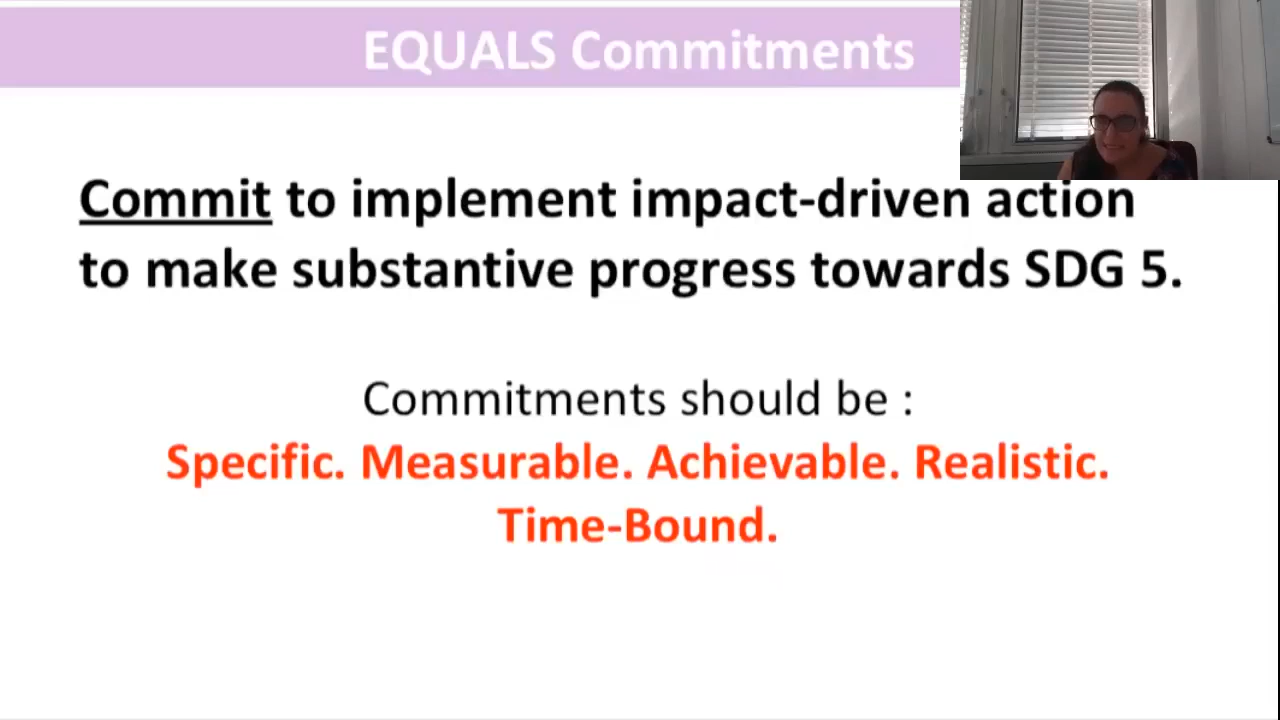 EQUALS Commitments
Commit to implement impact-driven action
to make substantive progress towards SDG 5.
Commitments should be :
Specific. Measurable. Achievable. Realistic.
Time-Bound.